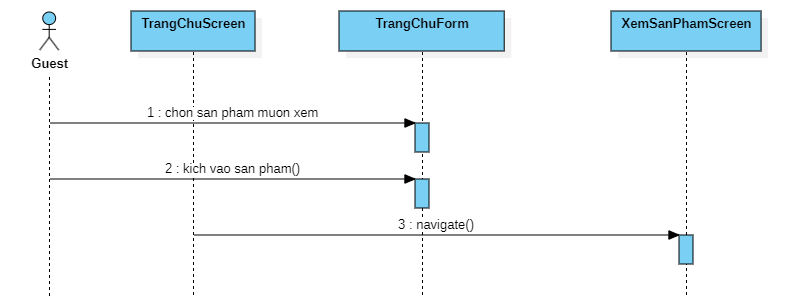 TrangChuScreen
TrangChuForm
XemSanPhamScreen
Guest
1 : chon san pham muon xem
2 : kich vao san pham()
3 : navigate()